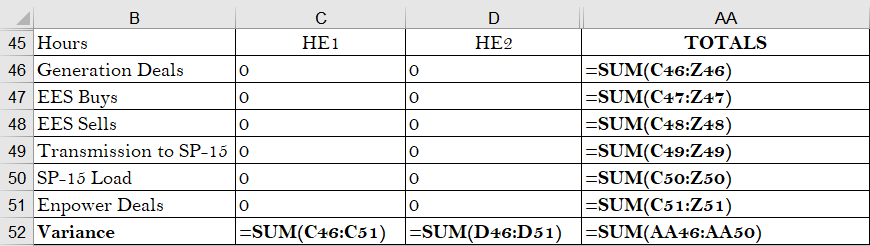 B C D AA
45 Hours HE1 HE2 TOTALS
46 Generation Deals 0 0 =SUM(C46:Z46)
47 EES Buys 0 0 =SUM(C47:Z47)
48 EES Sells 0 0 =SUM(C48:Z48)
49 Transmission to SP-15 0 0 =SUM(C49:Z49)
50 SP-15 Load 0 0 =SUM(C50:Z50)
51 Enpower Deals 0 0 =SUM(C51:Z51)
52 Variance =SUM(C46:C51) =SUM(D46:D51) =SUM(AA46:AA50)